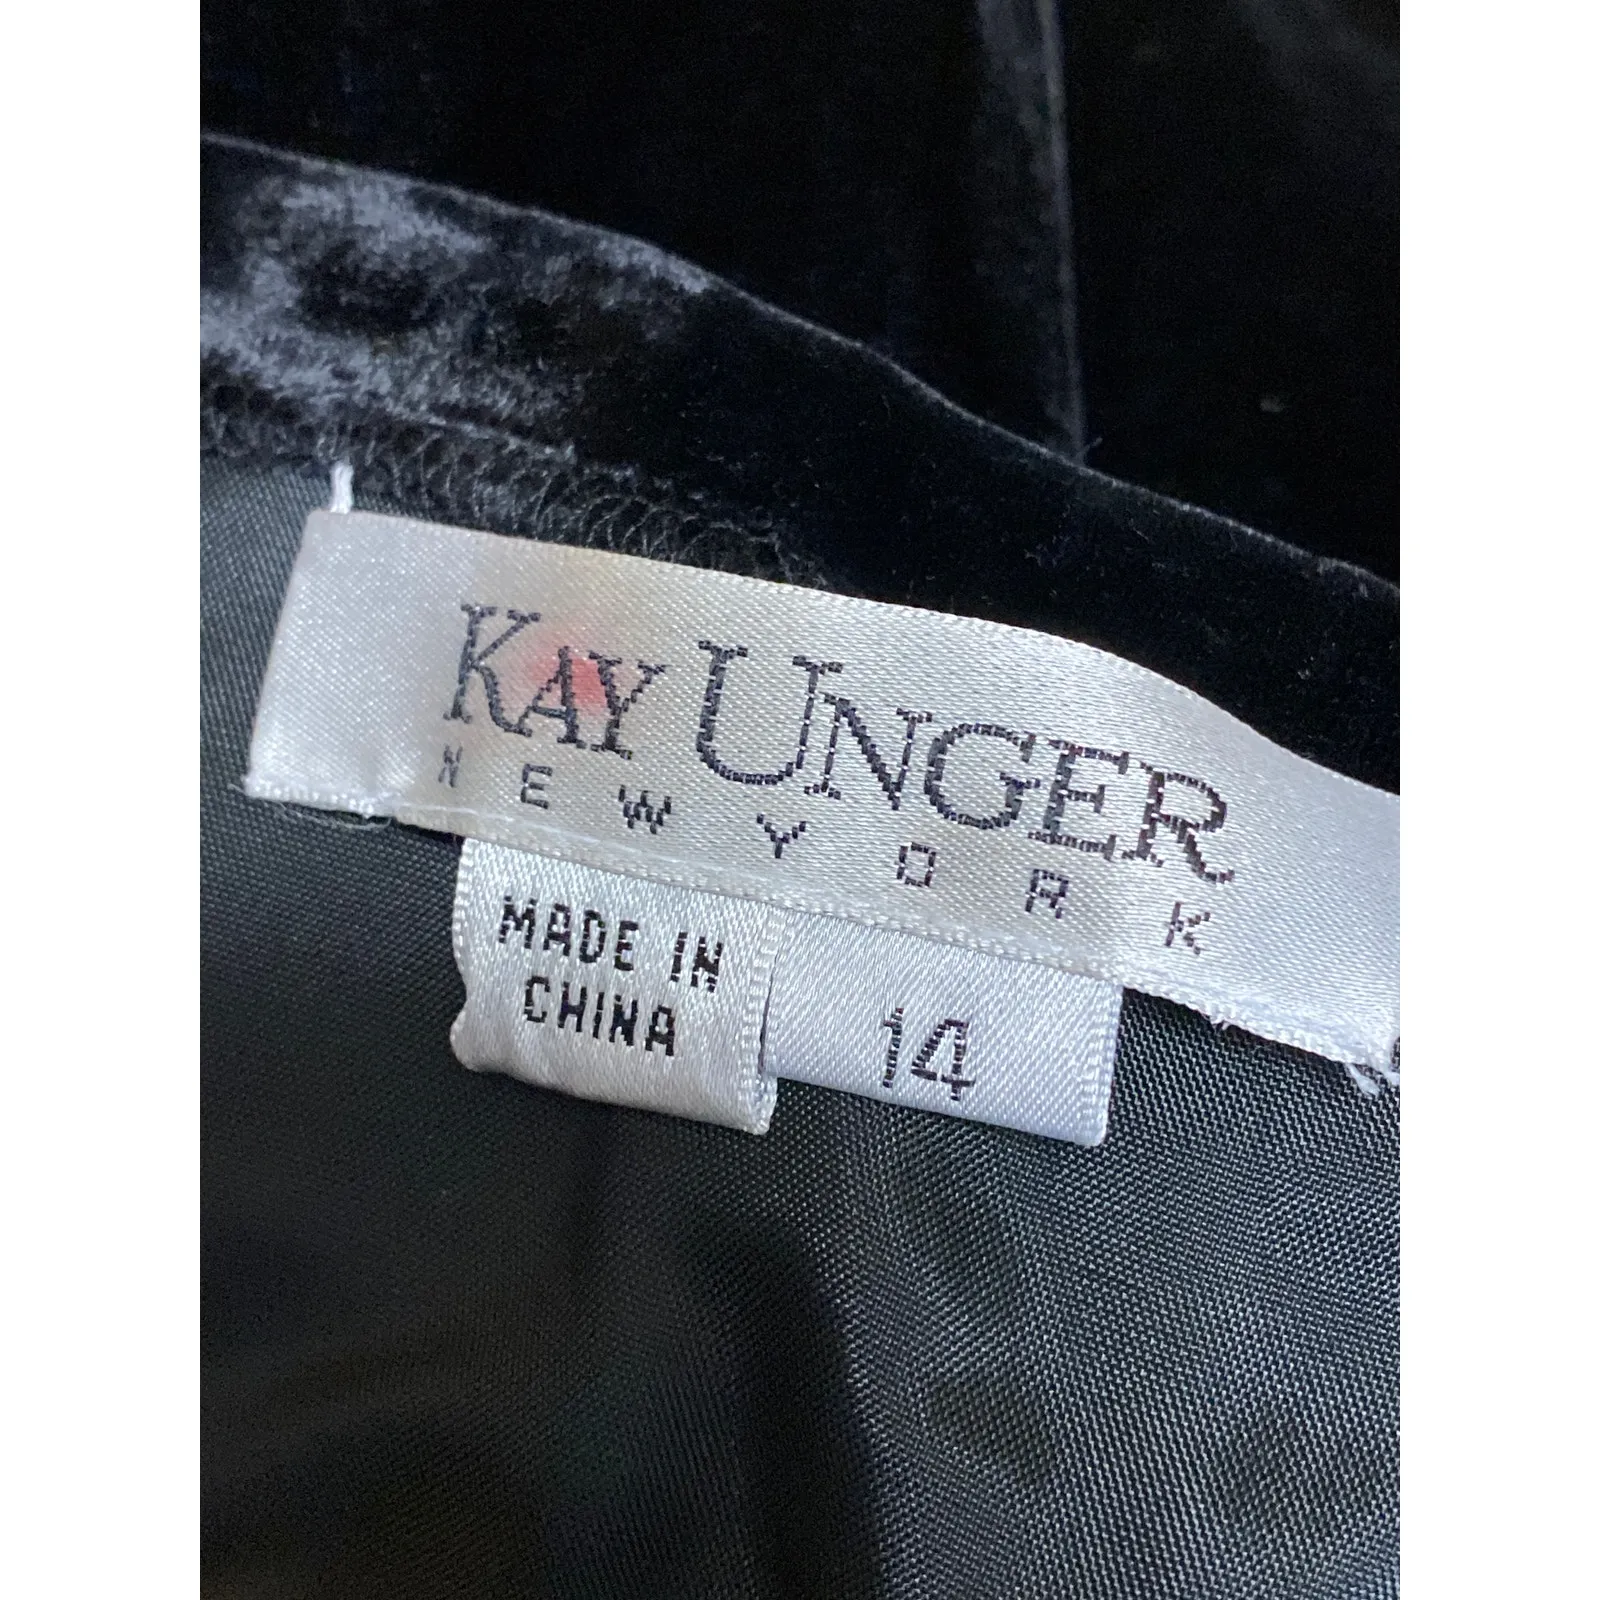 KAY UNGER
NEW YORK
MADE IN
CHINA
14